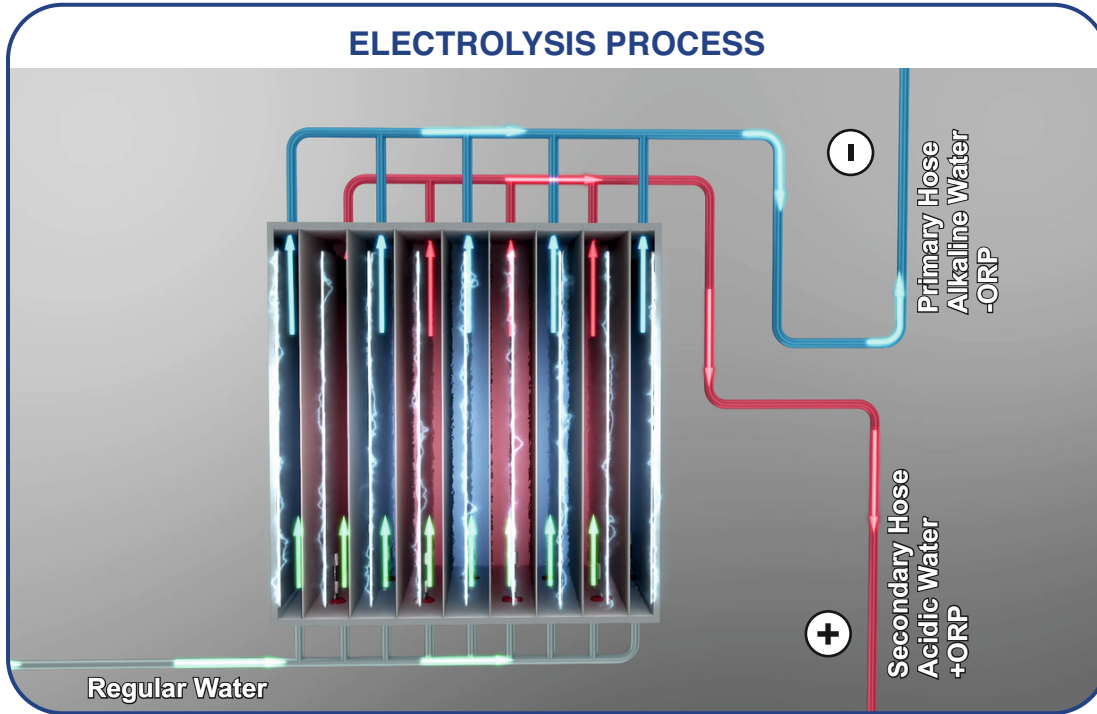 ELECTROLYSIS PROCESS
-
Primary Hose
Alkaline Water
-ORP
+
Secondary Hose
Acidic Water
+ORP
Regular Water